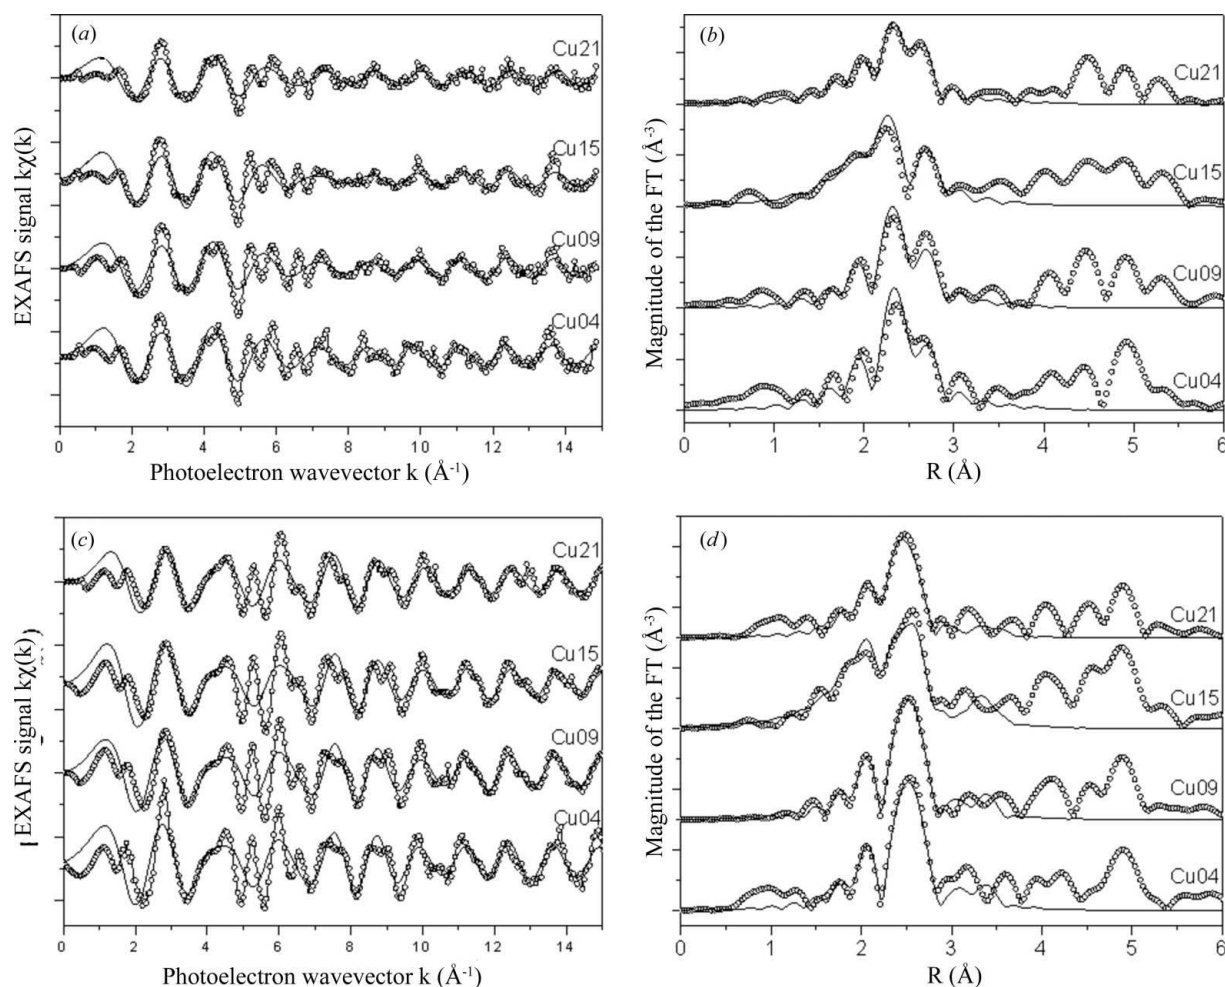 (a)
Cu21
Cu15
Cu09
Cu04
EXAFS signal kχ(k)
0 2 4 6 8 10 12 14
Photoelectron wavevector k (Å-1)
(b)
Cu21
Cu15
Cu09
Cu04
Magnitude of the FT (Å-3)
0 1 2 3 4 5 6
R (Å)
(c)
Cu21
Cu15
Cu09
Cu04
EXAFS signal kχ(k)
0 2 4 6 8 10 12 14
Photoelectron wavevector k (Å-1)
(d)
Cu21
Cu15
Cu09
Cu04
Magnitude of the FT (Å-3)
0 1 2 3 4 5 6
R (Å)